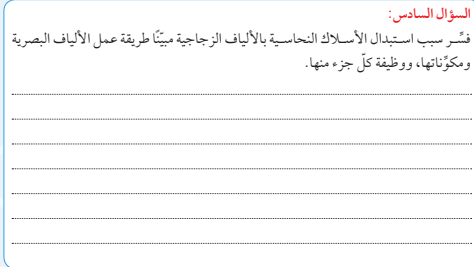 السؤال السادس:
فسِّر سبب استبدال الأسلاك النحاسية بالألياف الزجاجية مبيّنًا طريقة عمل الألياف البصرية
ومكوِّناتها، ووظيفة كلّ جزء منها.